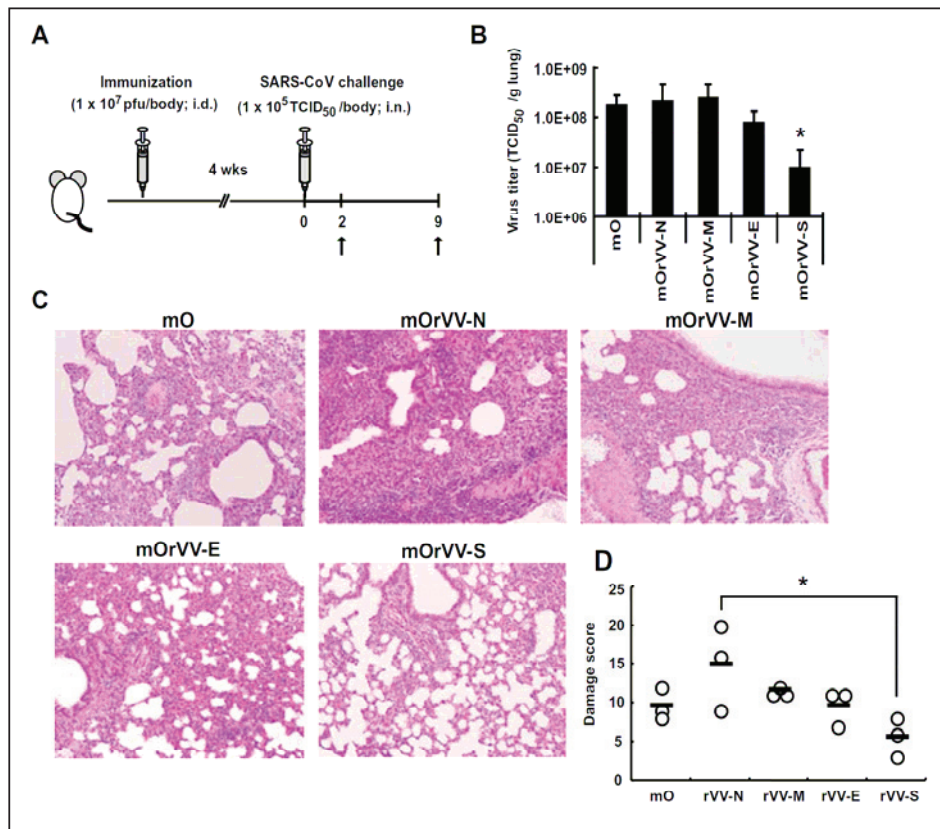 A
Immunization
(1 x 10⁷ pfu/body; i.d.)
SARS-CoV challenge
(1 x 10⁵ TCID₅₀ /body; i.n.)
4 wks
0 2 9
B
Virus titer (TCID₅₀ /g lung)
1.0E+09
1.0E+08
1.0E+07
1.0E+06
*
mO
mOrVV-N
mOrVV-M
mOrVV-E
mOrVV-S
C
mO
mOrVV-N
mOrVV-M
mOrVV-E
mOrVV-S
D
Damage score
25
20
15
10
5
0
*
mO rVV-N rVV-M rVV-E rVV-S